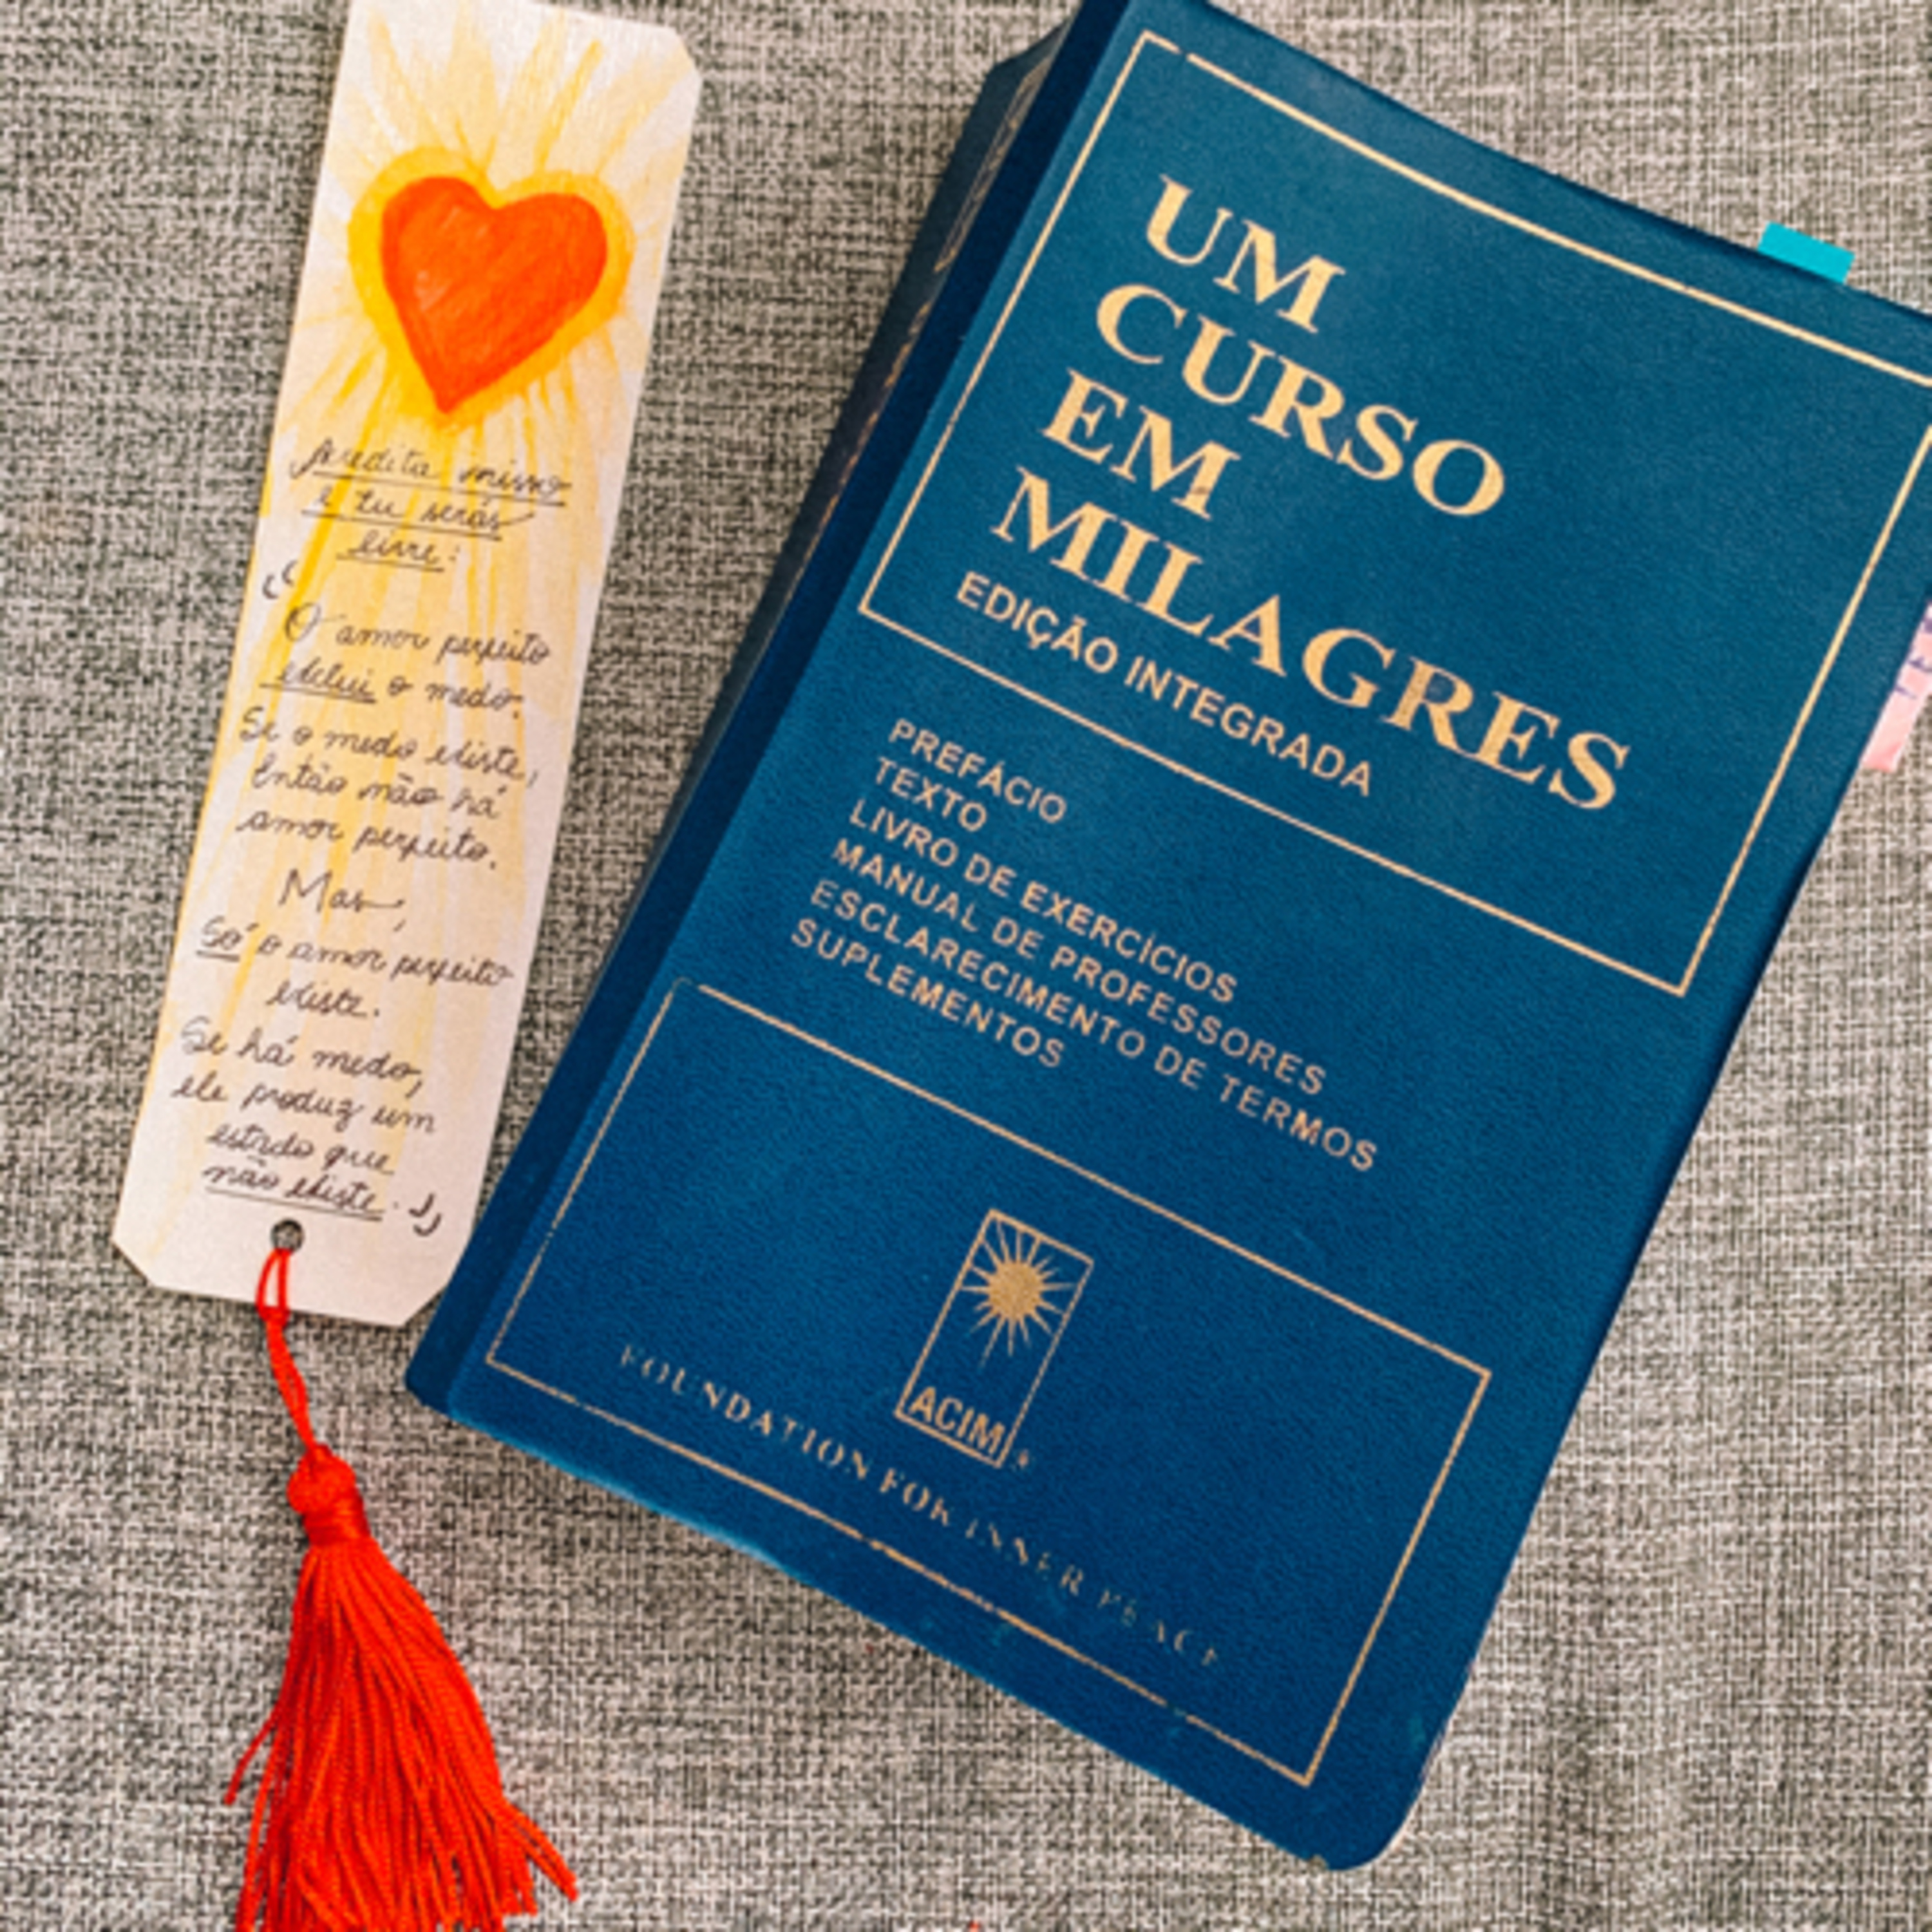 Acredita nisso
e tu serás
livre:
“
O amor perfeito
exclui o medo.
Se o medo existe,
Então não há
amor perfeito.
Mas,
Só o amor perfeito
existe.
Se há medo,
ele produz um
estado que
não existe.”
UM
CURSO
EM
MILAGRES
EDIÇÃO INTEGRADA
PREFÁCIO
TEXTO
LIVRO DE EXERCÍCIOS
MANUAL DE PROFESSORES
ESCLARECIMENTO DE TERMOS
SUPLEMENTOS
ACIM®
FOUNDATION FOR INNER PEACE